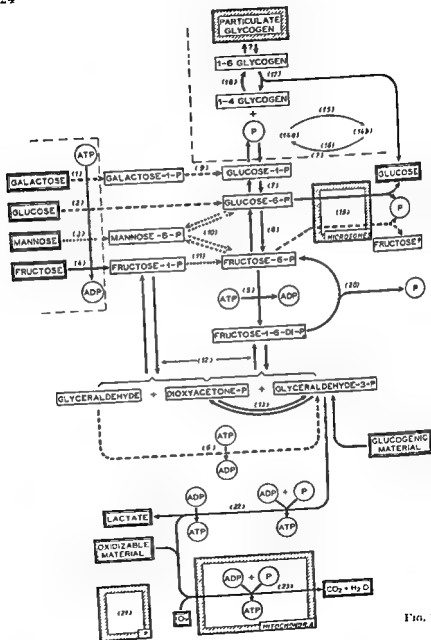 24
PARTICULATE
GLYCOGEN
?
1-6 GLYCOGEN
(18) (17)
1-4 GLYCOGEN
+
P
(15)
(14a) (14b)
(16)
(7)
ATP
GALACTOSE (1) GALACTOSE-1-P (9) GLUCOSE-1-P
GLUCOSE
(7)
GLUCOSE (2) GLUCOSE-6-P
(19) P
MICROSOMES
MANNOSE (3) MANNOSE-6-P (10) (8)
FRUCTOSE ?
FRUCTOSE (4) FRUCTOSE-1-P (11) FRUCTOSE-6-P
ADP
ATP (5) ADP
(20) P
FRUCTOSE-1-6-DI-P
(12)
GLYCERALDEHYDE + DIOXYACETONE-P + GLYCERALDEHYDE-3-P
(13)
ATP
(6)
ADP
GLUCOGENIC
MATERIAL
ADP ADP + P
LACTATE (22)
ATP ATP
OXIDIZABLE
MATERIAL
ADP + P
(21) (23) CO2 + H2O
O2 ATP
P MITOCHONDRIA
FIG.